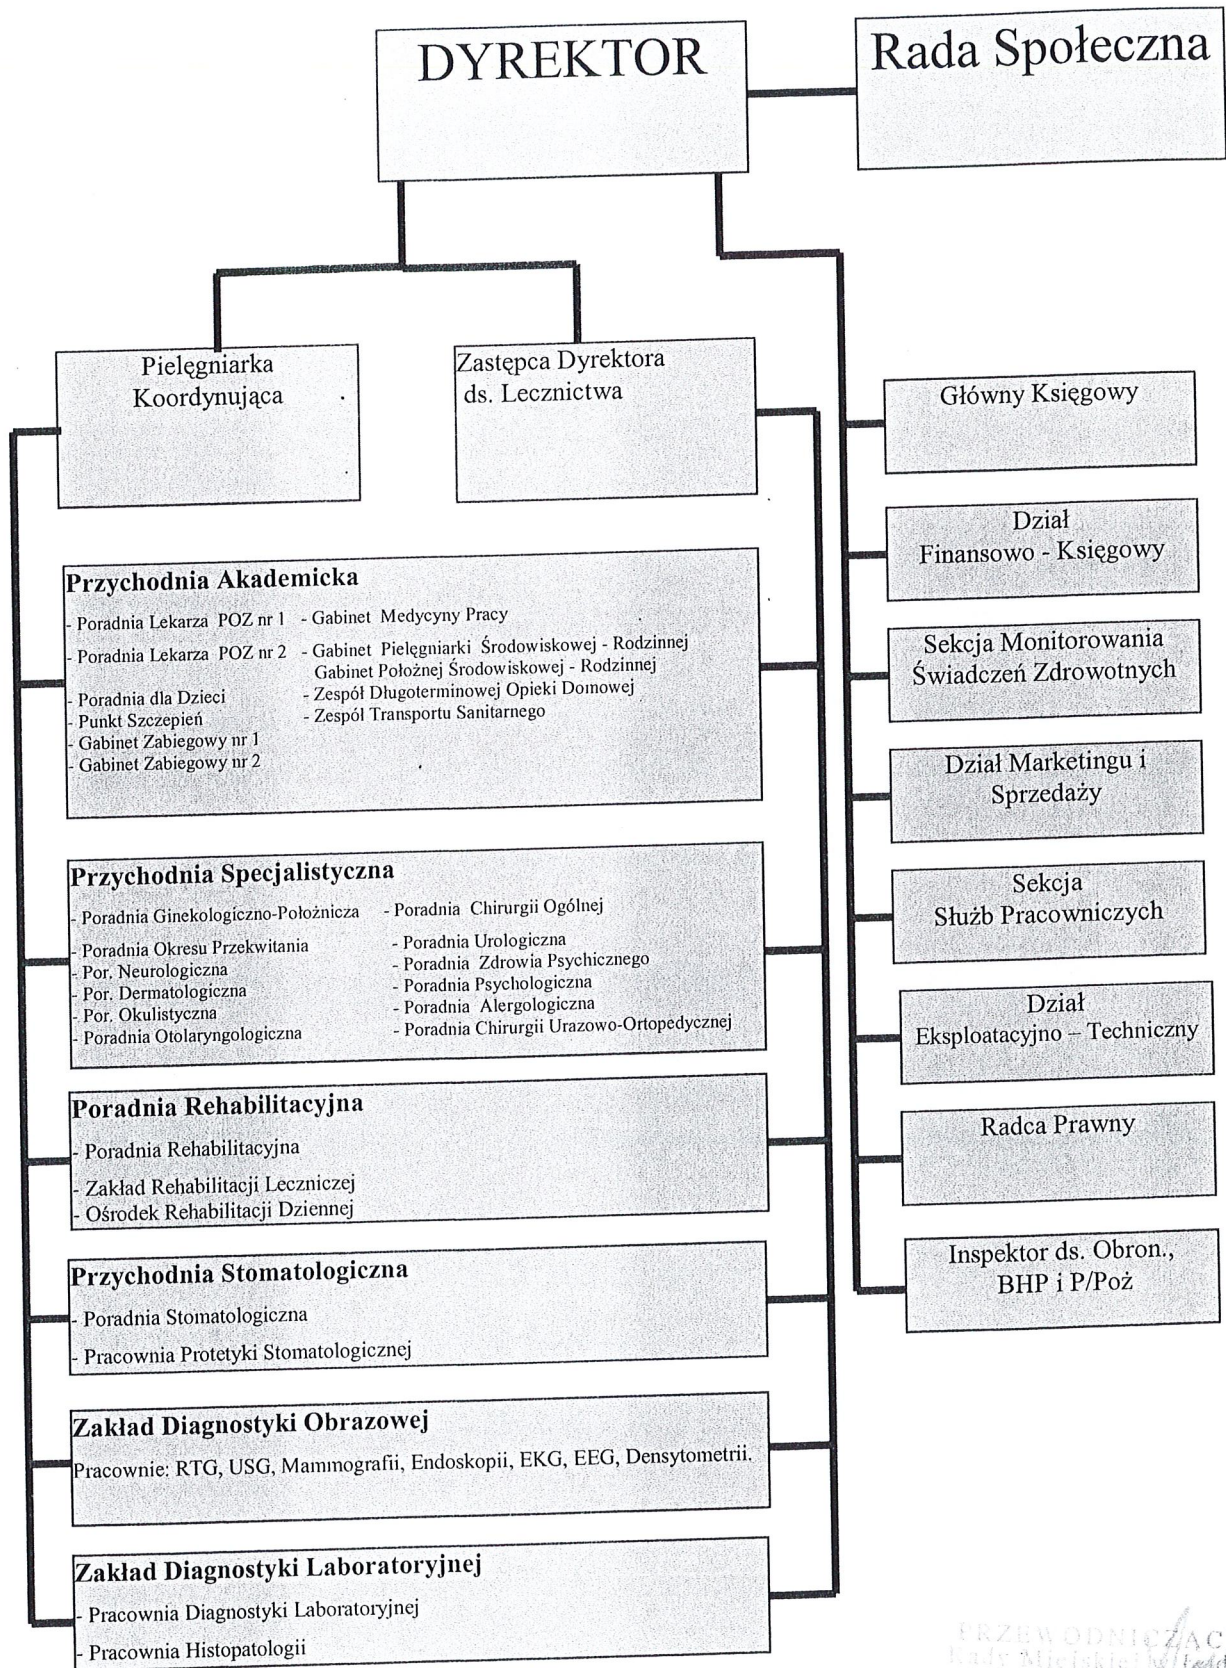 DYREKTOR
Rada Społeczna
Pielęgniarka
Koordynująca
Zastępca Dyrektora
ds. Lecznictwa
Główny Księgowy
Dział
Finansowo - Księgowy
Sekcja Monitorowania
Świadczeń Zdrowotnych
Dział Marketingu i
Sprzedaży
Sekcja
Służb Pracowniczych
Dział
Eksploatacyjno – Techniczny
Radca Prawny
Inspektor ds. Obron.,
BHP i P/Poż
Przychodnia Akademicka
- Poradnia Lekarza POZ nr 1
- Poradnia Lekarza POZ nr 2
- Poradnia dla Dzieci
- Punkt Szczepień
- Gabinet Zabiegowy nr 1
- Gabinet Zabiegowy nr 2
- Gabinet Medycyny Pracy
- Gabinet Pielęgniarki Środowiskowej - Rodzinnej
Gabinet Położnej Środowiskowej - Rodzinnej
- Zespół Długoterminowej Opieki Domowej
- Zespół Transportu Sanitarnego
Przychodnia Specjalistyczna
- Poradnia Ginekologiczno-Położnicza
- Poradnia Okresu Przekwitania
- Por. Neurologiczna
- Por. Dermatologiczna
- Por. Okulistyczna
- Poradnia Otolaryngologiczna
- Poradnia Chirurgii Ogólnej
- Poradnia Urologiczna
- Poradnia Zdrowia Psychicznego
- Poradnia Psychologiczna
- Poradnia Alergologiczna
- Poradnia Chirurgii Urazowo-Ortopedycznej
Poradnia Rehabilitacyjna
- Poradnia Rehabilitacyjna
- Zakład Rehabilitacji Leczniczej
- Ośrodek Rehabilitacji Dziennej
Przychodnia Stomatologiczna
- Poradnia Stomatologiczna
- Pracownia Protetyki Stomatologicznej
Zakład Diagnostyki Obrazowej
Pracownie: RTG, USG, Mammografii, Endoskopii, EKG, EEG, Densytometrii.
Zakład Diagnostyki Laboratoryjnej
- Pracownia Diagnostyki Laboratoryjnej
- Pracownia Histopatologii
PRZEWODNICZĄC
Rady Miejskiej